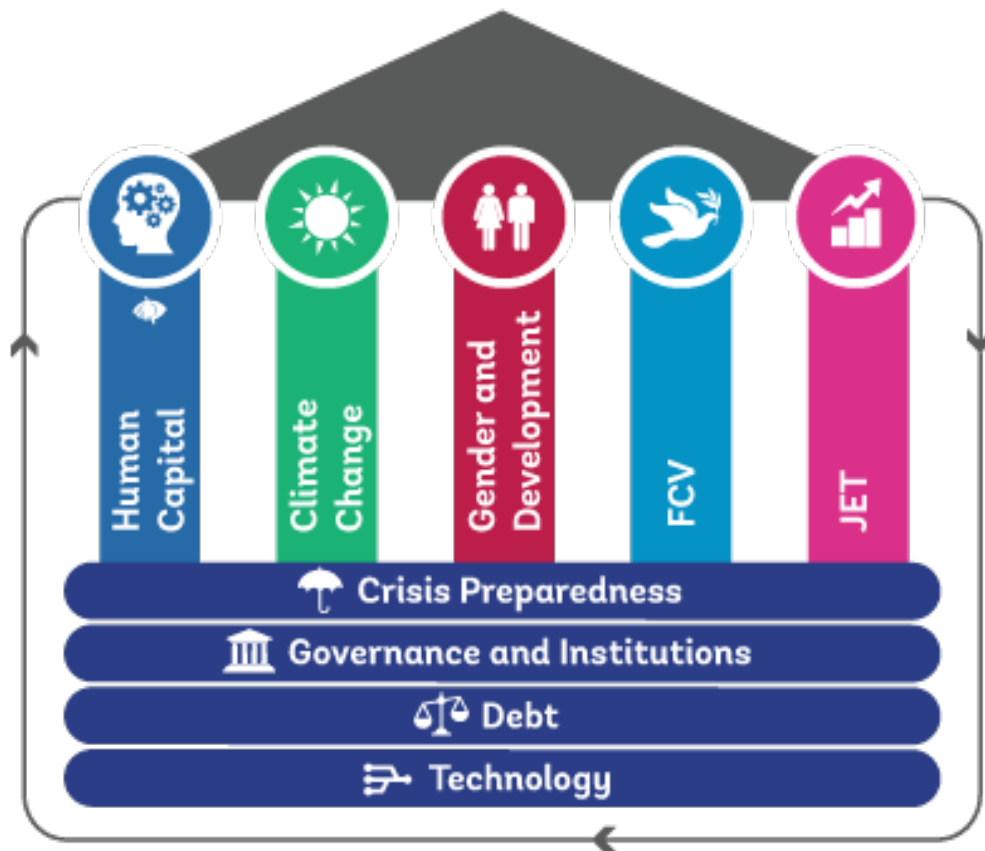 Human
Capital
Climate
Change
Gender and
Development
FCV
JET
Crisis Preparedness
Governance and Institutions
Debt
Technology